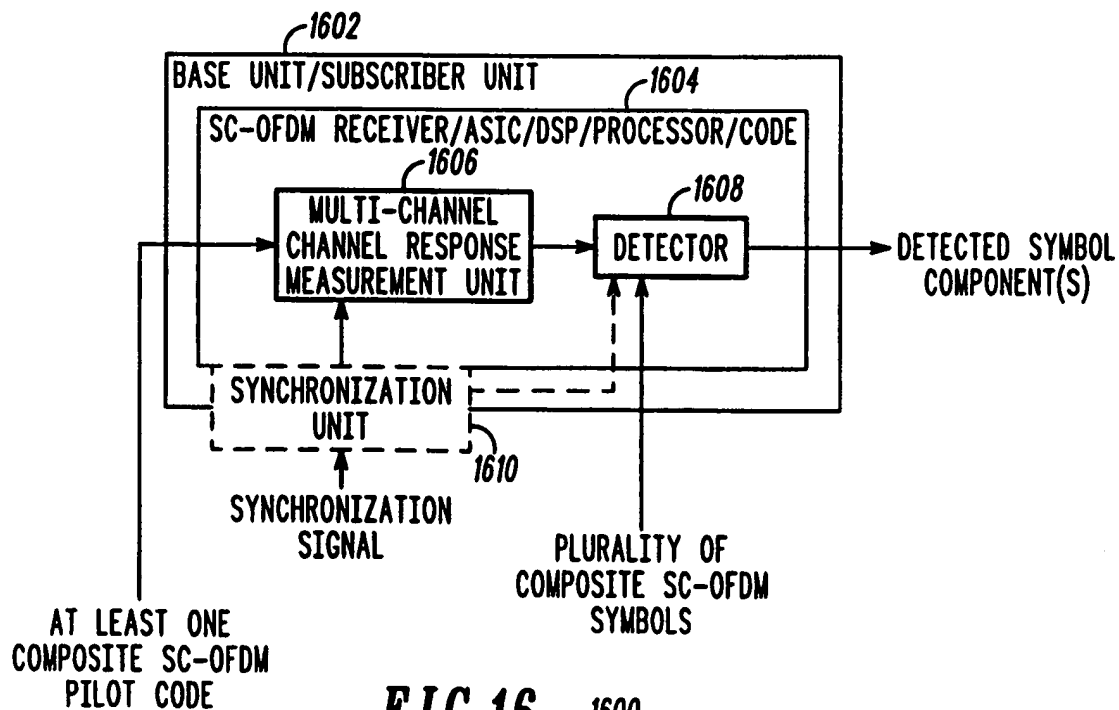 1602
BASE UNIT/SUBSCRIBER UNIT
1604
SC-OFDM RECEIVER/ASIC/DSP/PROCESSOR/CODE
1606
MULTI-CHANNEL
CHANNEL RESPONSE
MEASUREMENT UNIT
1608
DETECTOR
DETECTED SYMBOL
COMPONENT(S)
SYNCHRONIZATION
UNIT
1610
SYNCHRONIZATION
SIGNAL
PLURALITY OF
COMPOSITE SC-OFDM
SYMBOLS
AT LEAST ONE
COMPOSITE SC-OFDM
PILOT CODE
FIG.16
1600